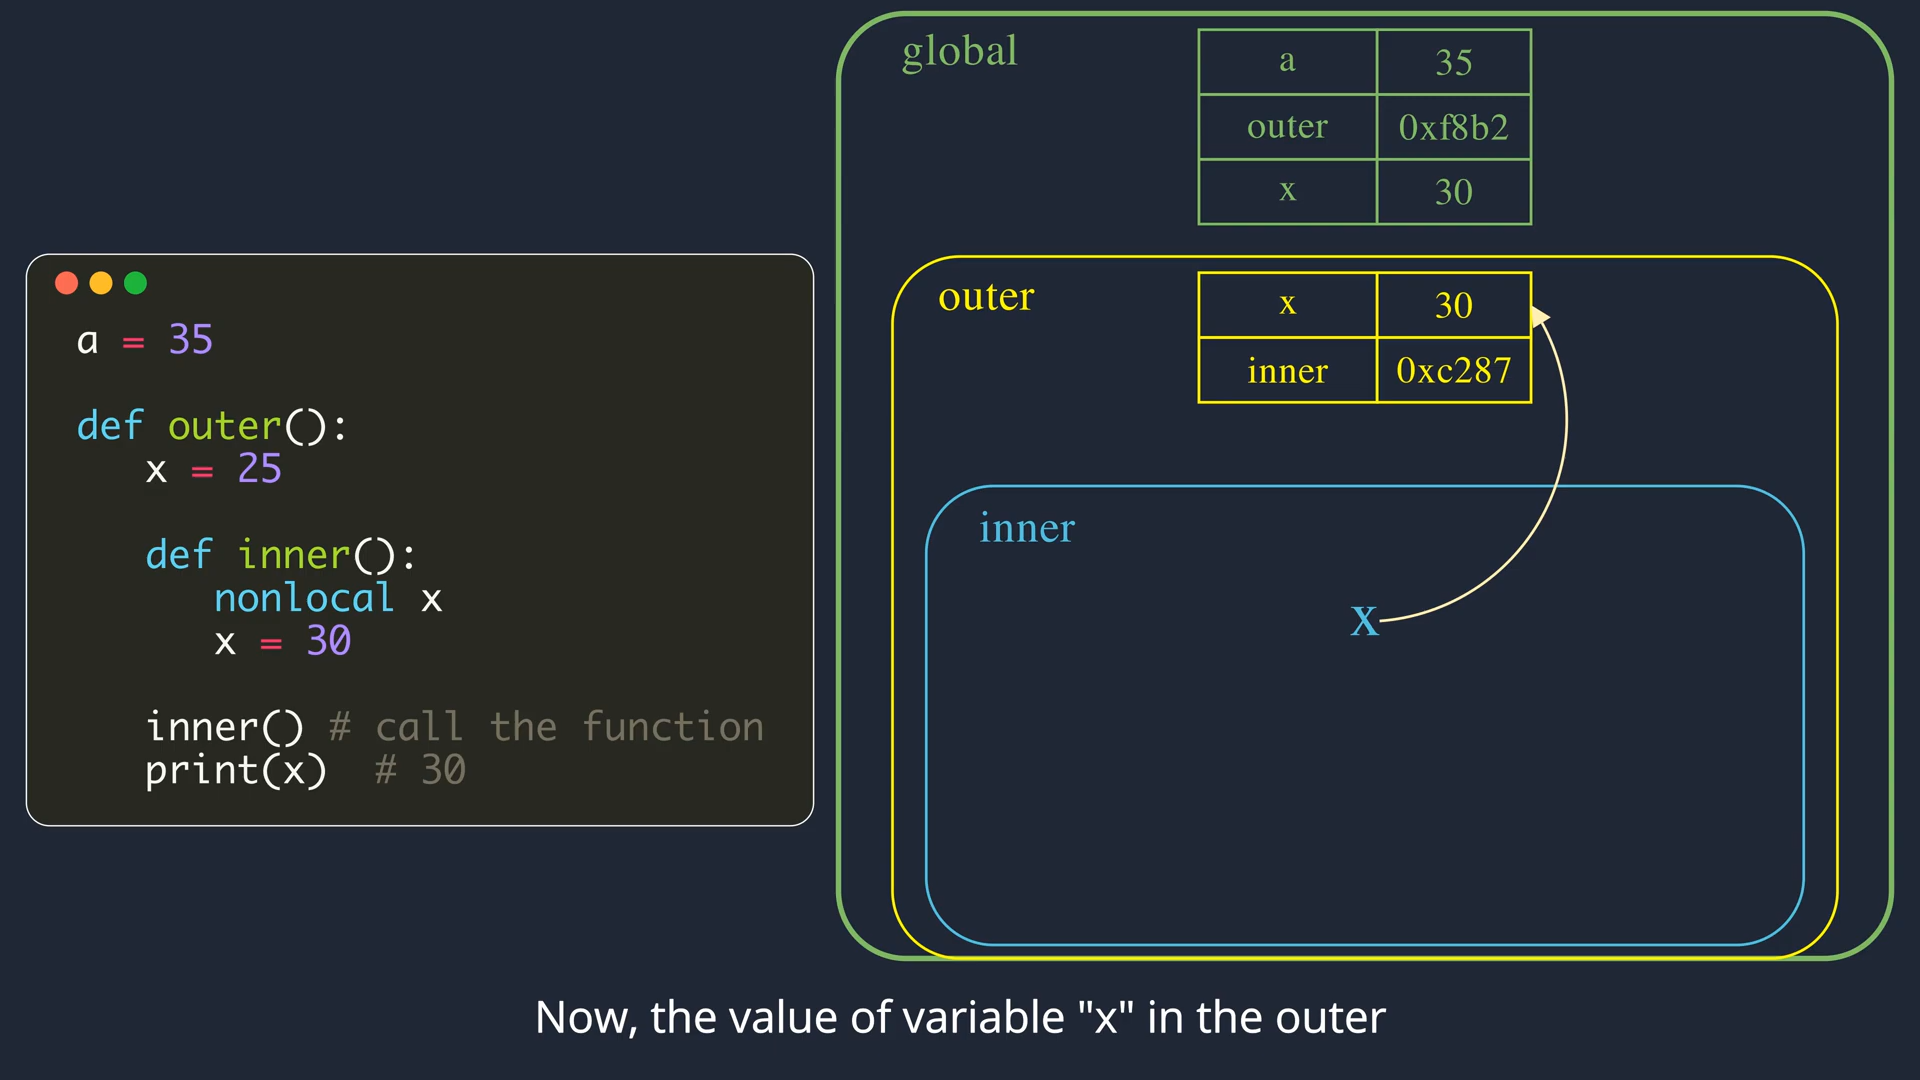 a = 35
def outer():
x = 25
def inner():
nonlocal x
x = 30
inner() # call the function
print(x) # 30
global
a 35
outer 0xf8b2
x 30
outer
x 30
inner 0xc287
inner
x
Now, the value of variable "x" in the outer